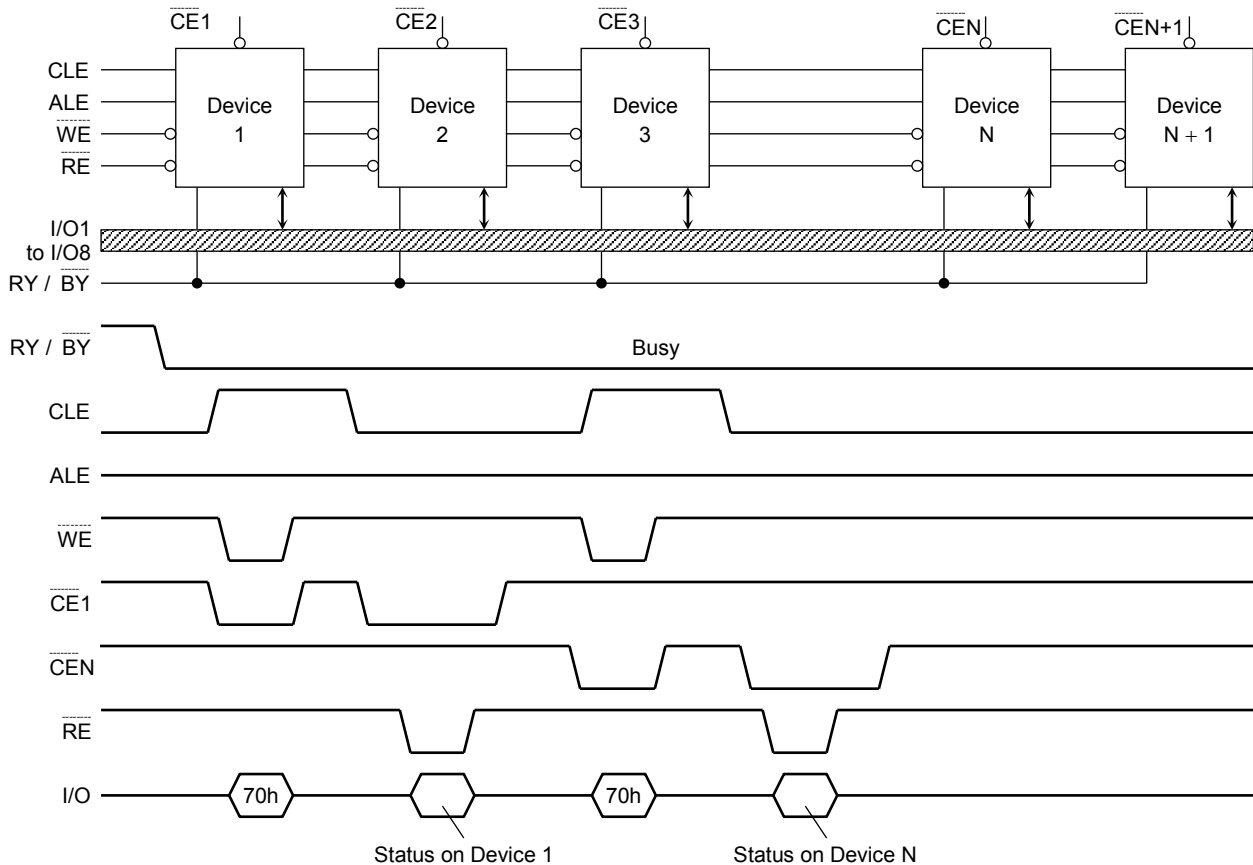 CE1 CE2 CE3 CEN CEN+1
CLE
ALE
WE
RE
Device 1
Device 2
Device 3
Device N
Device N + 1
I/O1
to I/O8
RY / BY
RY / BY
Busy
CLE
ALE
WE
CE1
CEN
RE
I/O
70h
70h
Status on Device 1
Status on Device N